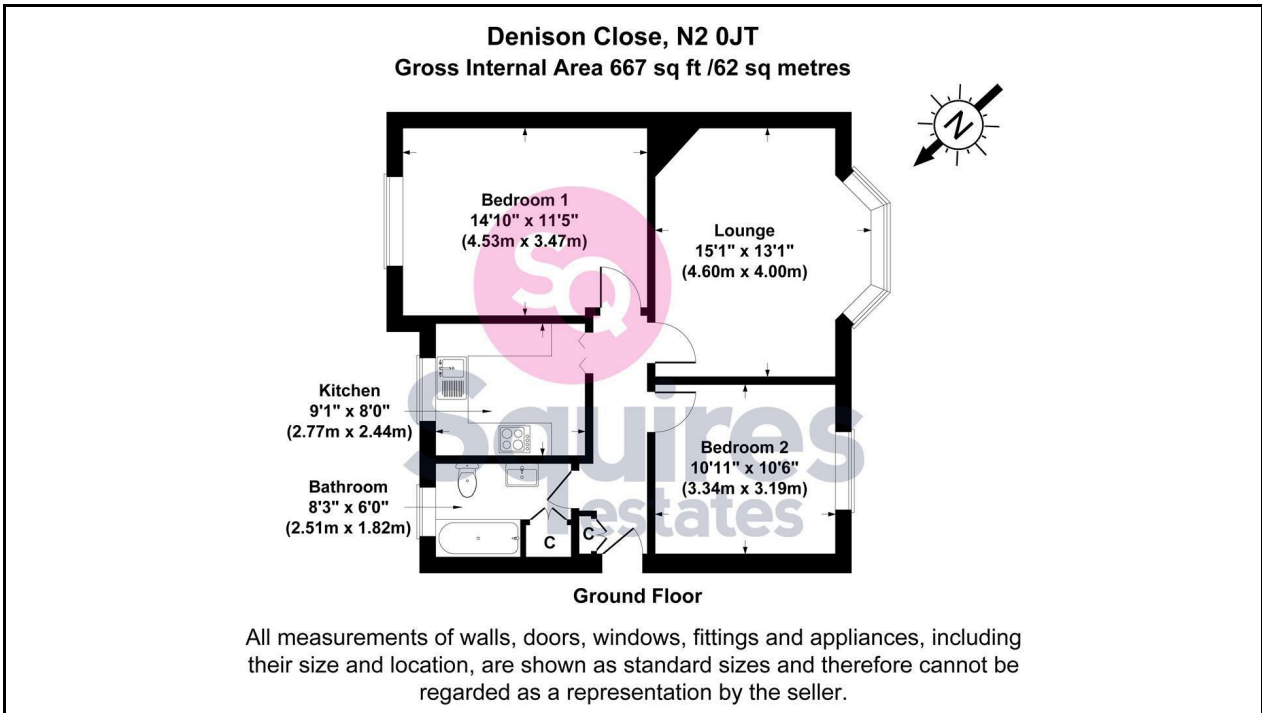 Denison Close, N2 0JT
Gross Internal Area 667 sq ft /62 sq metres
N
Bedroom 1
14'10" x 11'5"
(4.53m x 3.47m)
Lounge
15'1" x 13'1"
(4.60m x 4.00m)
SQ
Squires
estates
Kitchen
9'1" x 8'0"
(2.77m x 2.44m)
Bedroom 2
10'11" x 10'6"
(3.34m x 3.19m)
Bathroom
8'3" x 6'0"
(2.51m x 1.82m)
C
C
Ground Floor
All measurements of walls, doors, windows, fittings and appliances, including
their size and location, are shown as standard sizes and therefore cannot be
regarded as a representation by the seller.